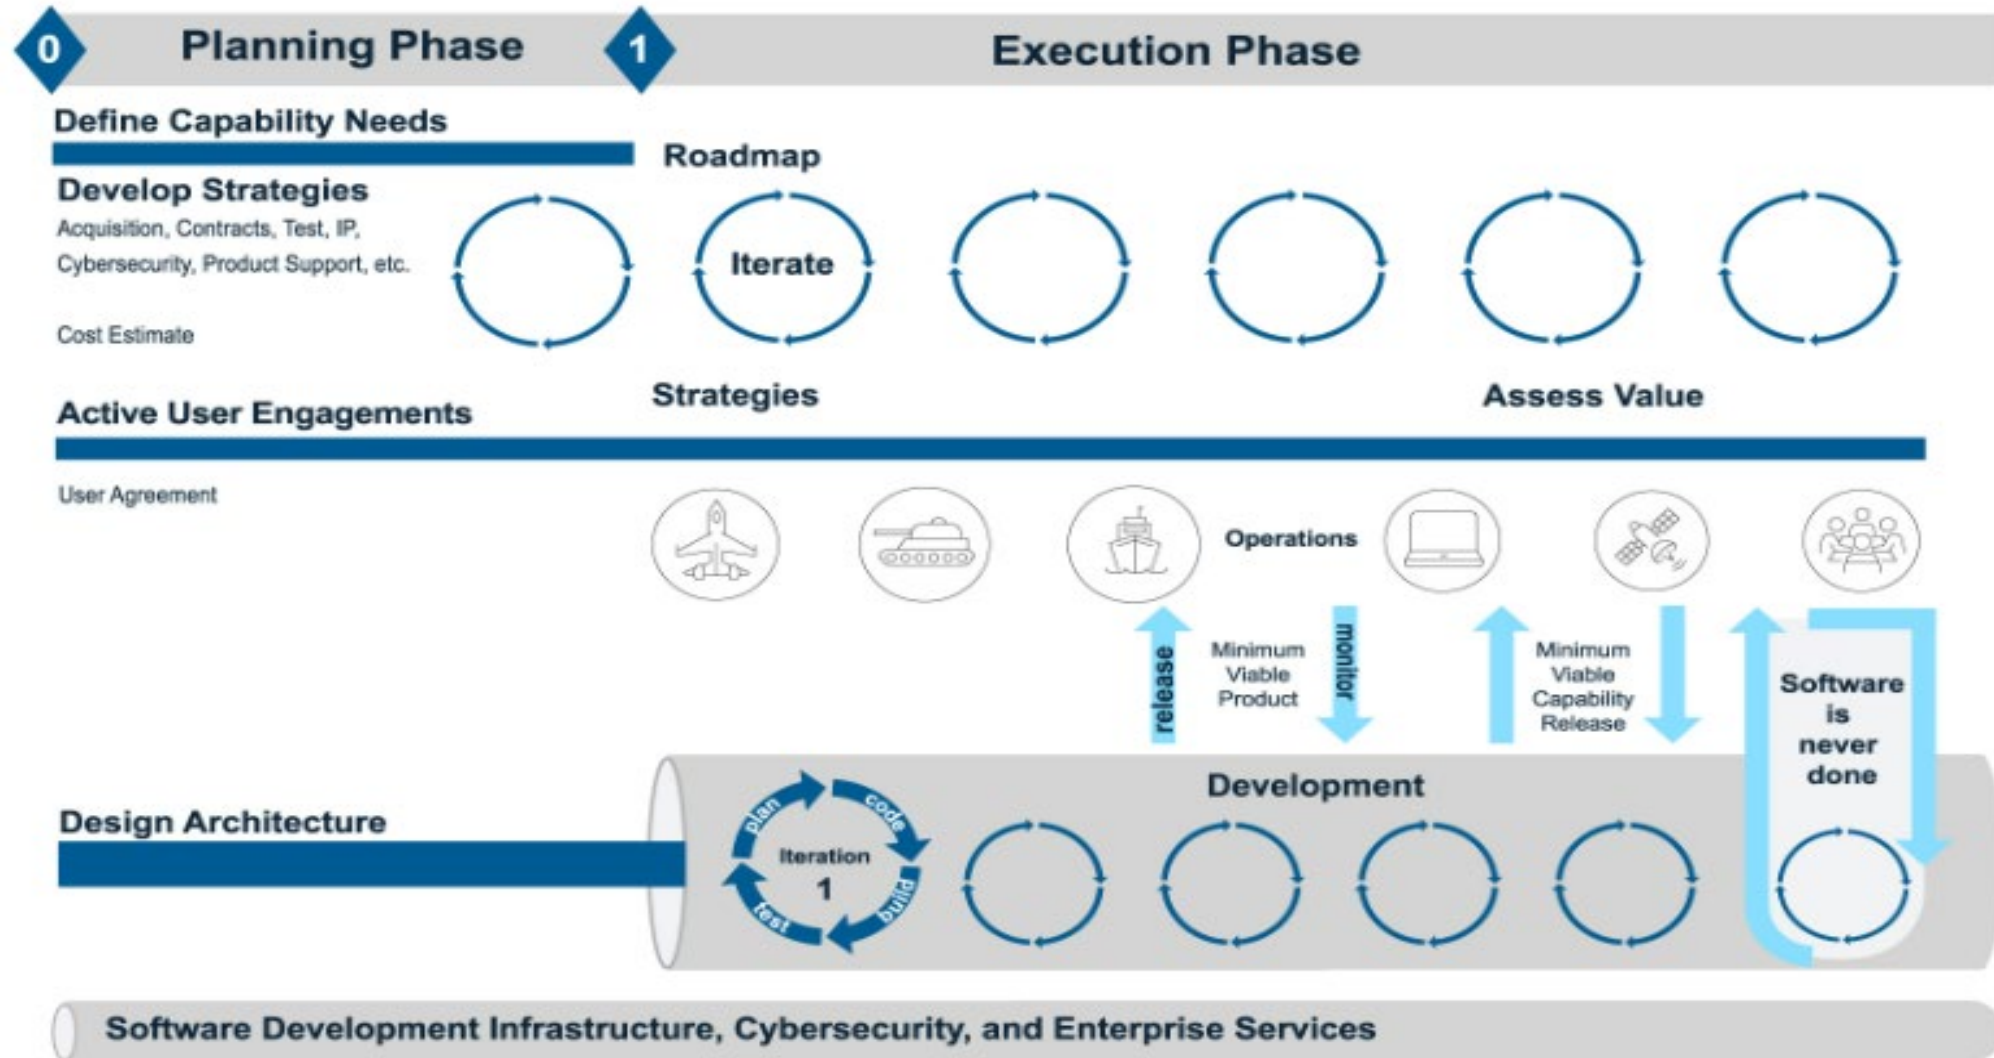 0
Planning Phase
1
Execution Phase
Define Capability Needs
Roadmap
Develop Strategies
Acquisition, Contracts, Test, IP,
Cybersecurity, Product Support, etc.
Iterate
Cost Estimate
Strategies
Assess Value
Active User Engagements
User Agreement
Operations
release
Minimum
Viable
Product
monitor
Minimum
Viable
Capability
Release
Software
is
never
done
Development
Design Architecture
plan
code
build
test
Iteration
1
Software Development Infrastructure, Cybersecurity, and Enterprise Services